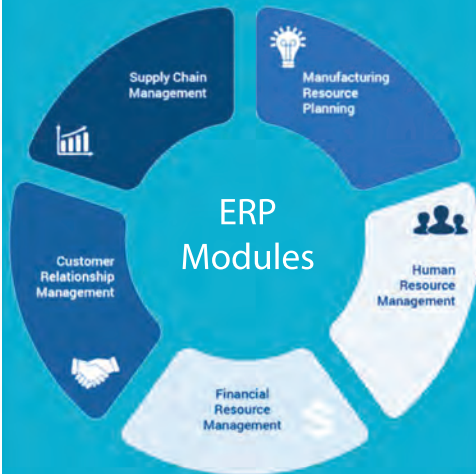 Supply Chain
Management
Manufacturing
Resource
Planning
ERP
Modules
Customer
Relationship
Management
Human
Resource
Management
Financial
Resource
Management
$